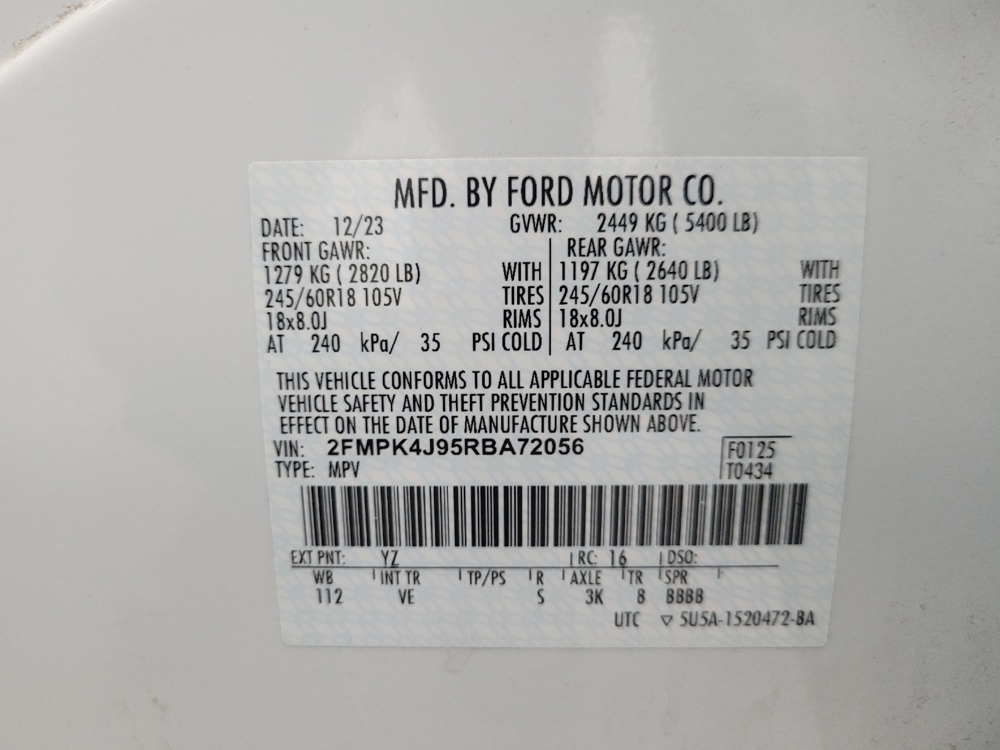 MFD. BY FORD MOTOR CO.
DATE: 12/23 GVWR: 2449 KG ( 5400 LB)
FRONT GAWR: REAR GAWR:
1279 KG ( 2820 LB) WITH 1197 KG ( 2640 LB) WITH
245/60R18 105V TIRES 245/60R18 105V TIRES
18x8.0J RIMS 18x8.0J RIMS
AT 240 kPa/ 35 PSI COLD AT 240 kPa/ 35 PSI COLD
THIS VEHICLE CONFORMS TO ALL APPLICABLE FEDERAL MOTOR
VEHICLE SAFETY AND THEFT PREVENTION STANDARDS IN
EFFECT ON THE DATE OF MANUFACTURE SHOWN ABOVE.
VIN: 2FMPK4J95RBA72056 F0125
TYPE: MPV T0434
EXT PNT: YZ RC: 16 DSO:
WB INT TR TP/PS R AXLE TR SPR
112 VE S 3K 8 BBBB
UTC ▽ 5U5A-1520472-BA